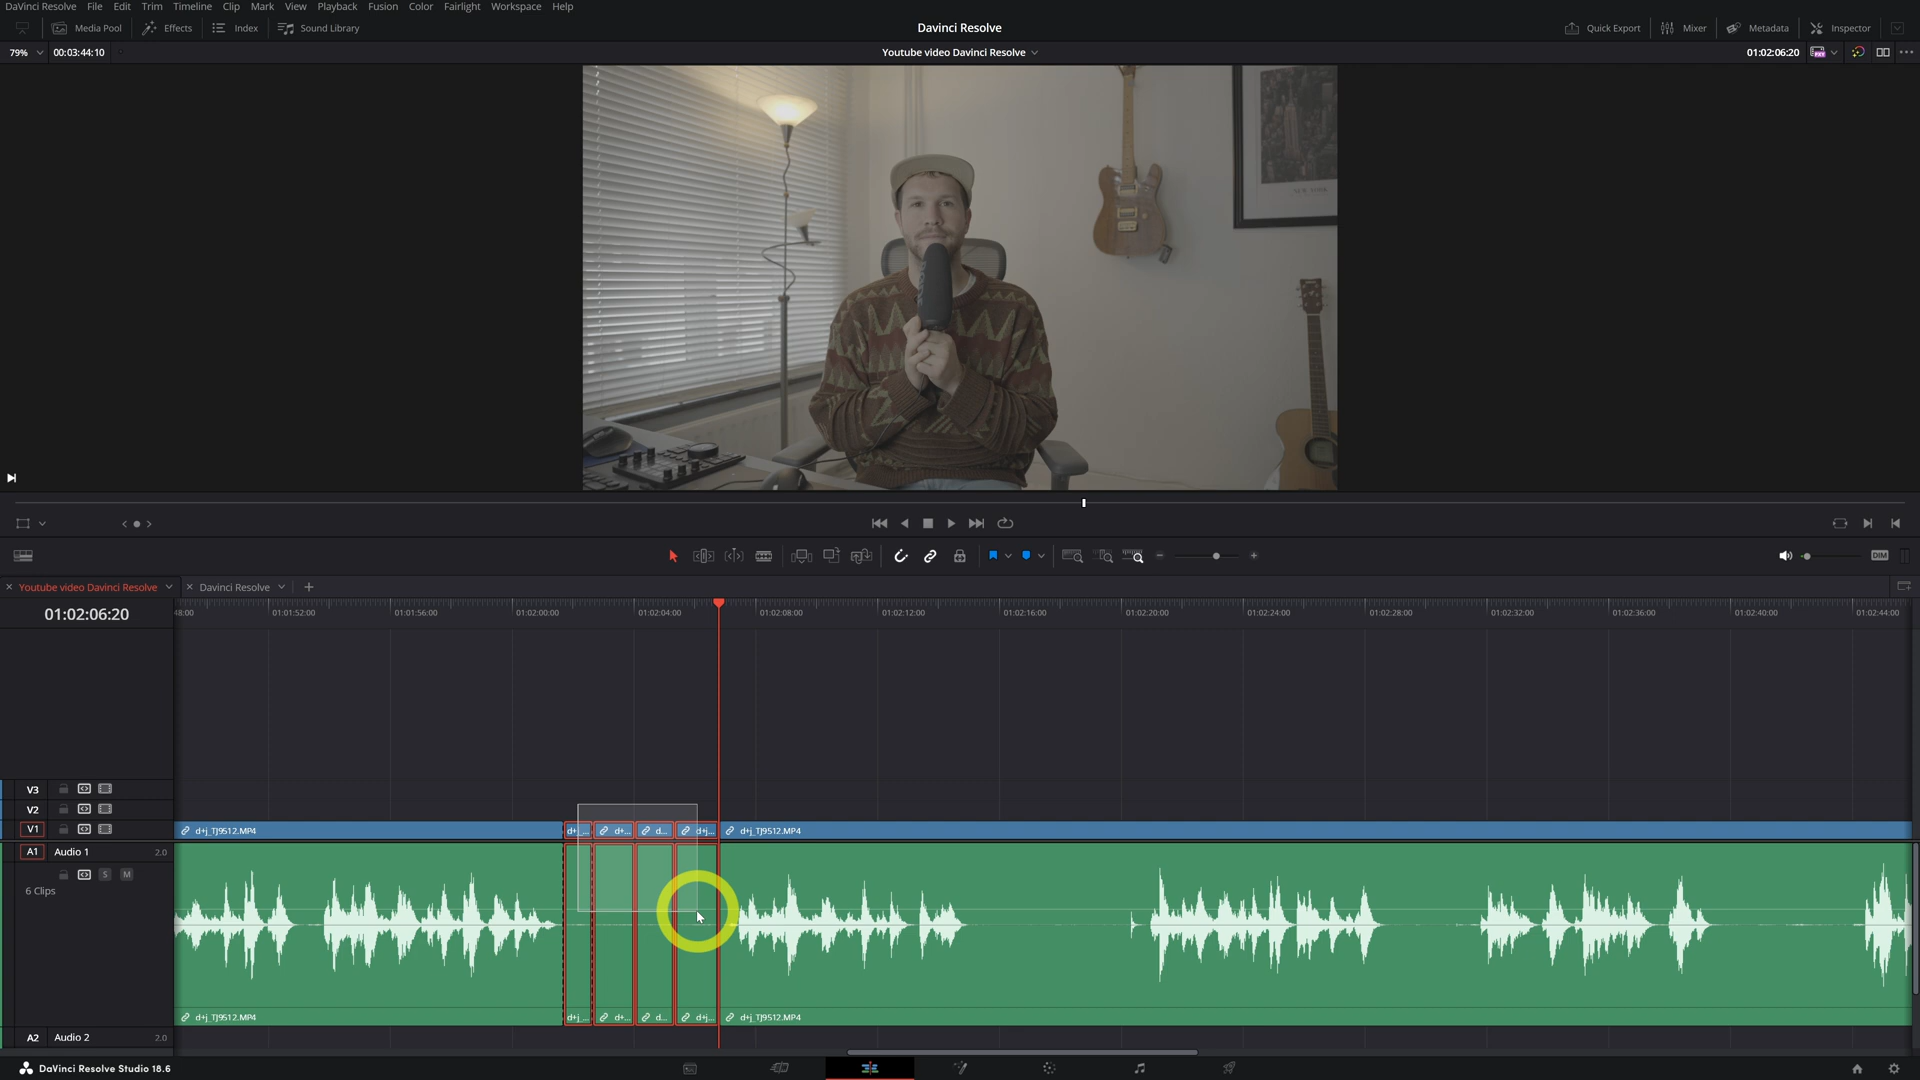 DaVinci Resolve File Edit Trim Timeline Clip Mark View Playback Fusion Color Fairlight Workspace Help
Media Pool Effects Index Sound Library Davinci Resolve Quick Export Mixer Metadata Inspector
79% 00:03:44:10 Youtube video Davinci Resolve 01:02:06:20
NEW YORK
DIM
Youtube video Davinci Resolve Davinci Resolve
01:02:06:20 48:00 01:01:52:00 01:01:56:00 01:02:00:00 01:02:04:00 01:02:08:00 01:02:12:00 01:02:16:00 01:02:20:00 01:02:24:00 01:02:28:00 01:02:32:00 01:02:36:00 01:02:40:00 01:02:44:00
V3
V2
V1 d+j_TJ9512.MP4 d+j_... d+... d... d+j... d+j_TJ9512.MP4
A1 Audio 1 2.0
S M
6 Clips
d+j_TJ9512.MP4 d+j_... d+... d... d+j... d+j_TJ9512.MP4
A2 Audio 2 2.0
DaVinci Resolve Studio 18.6